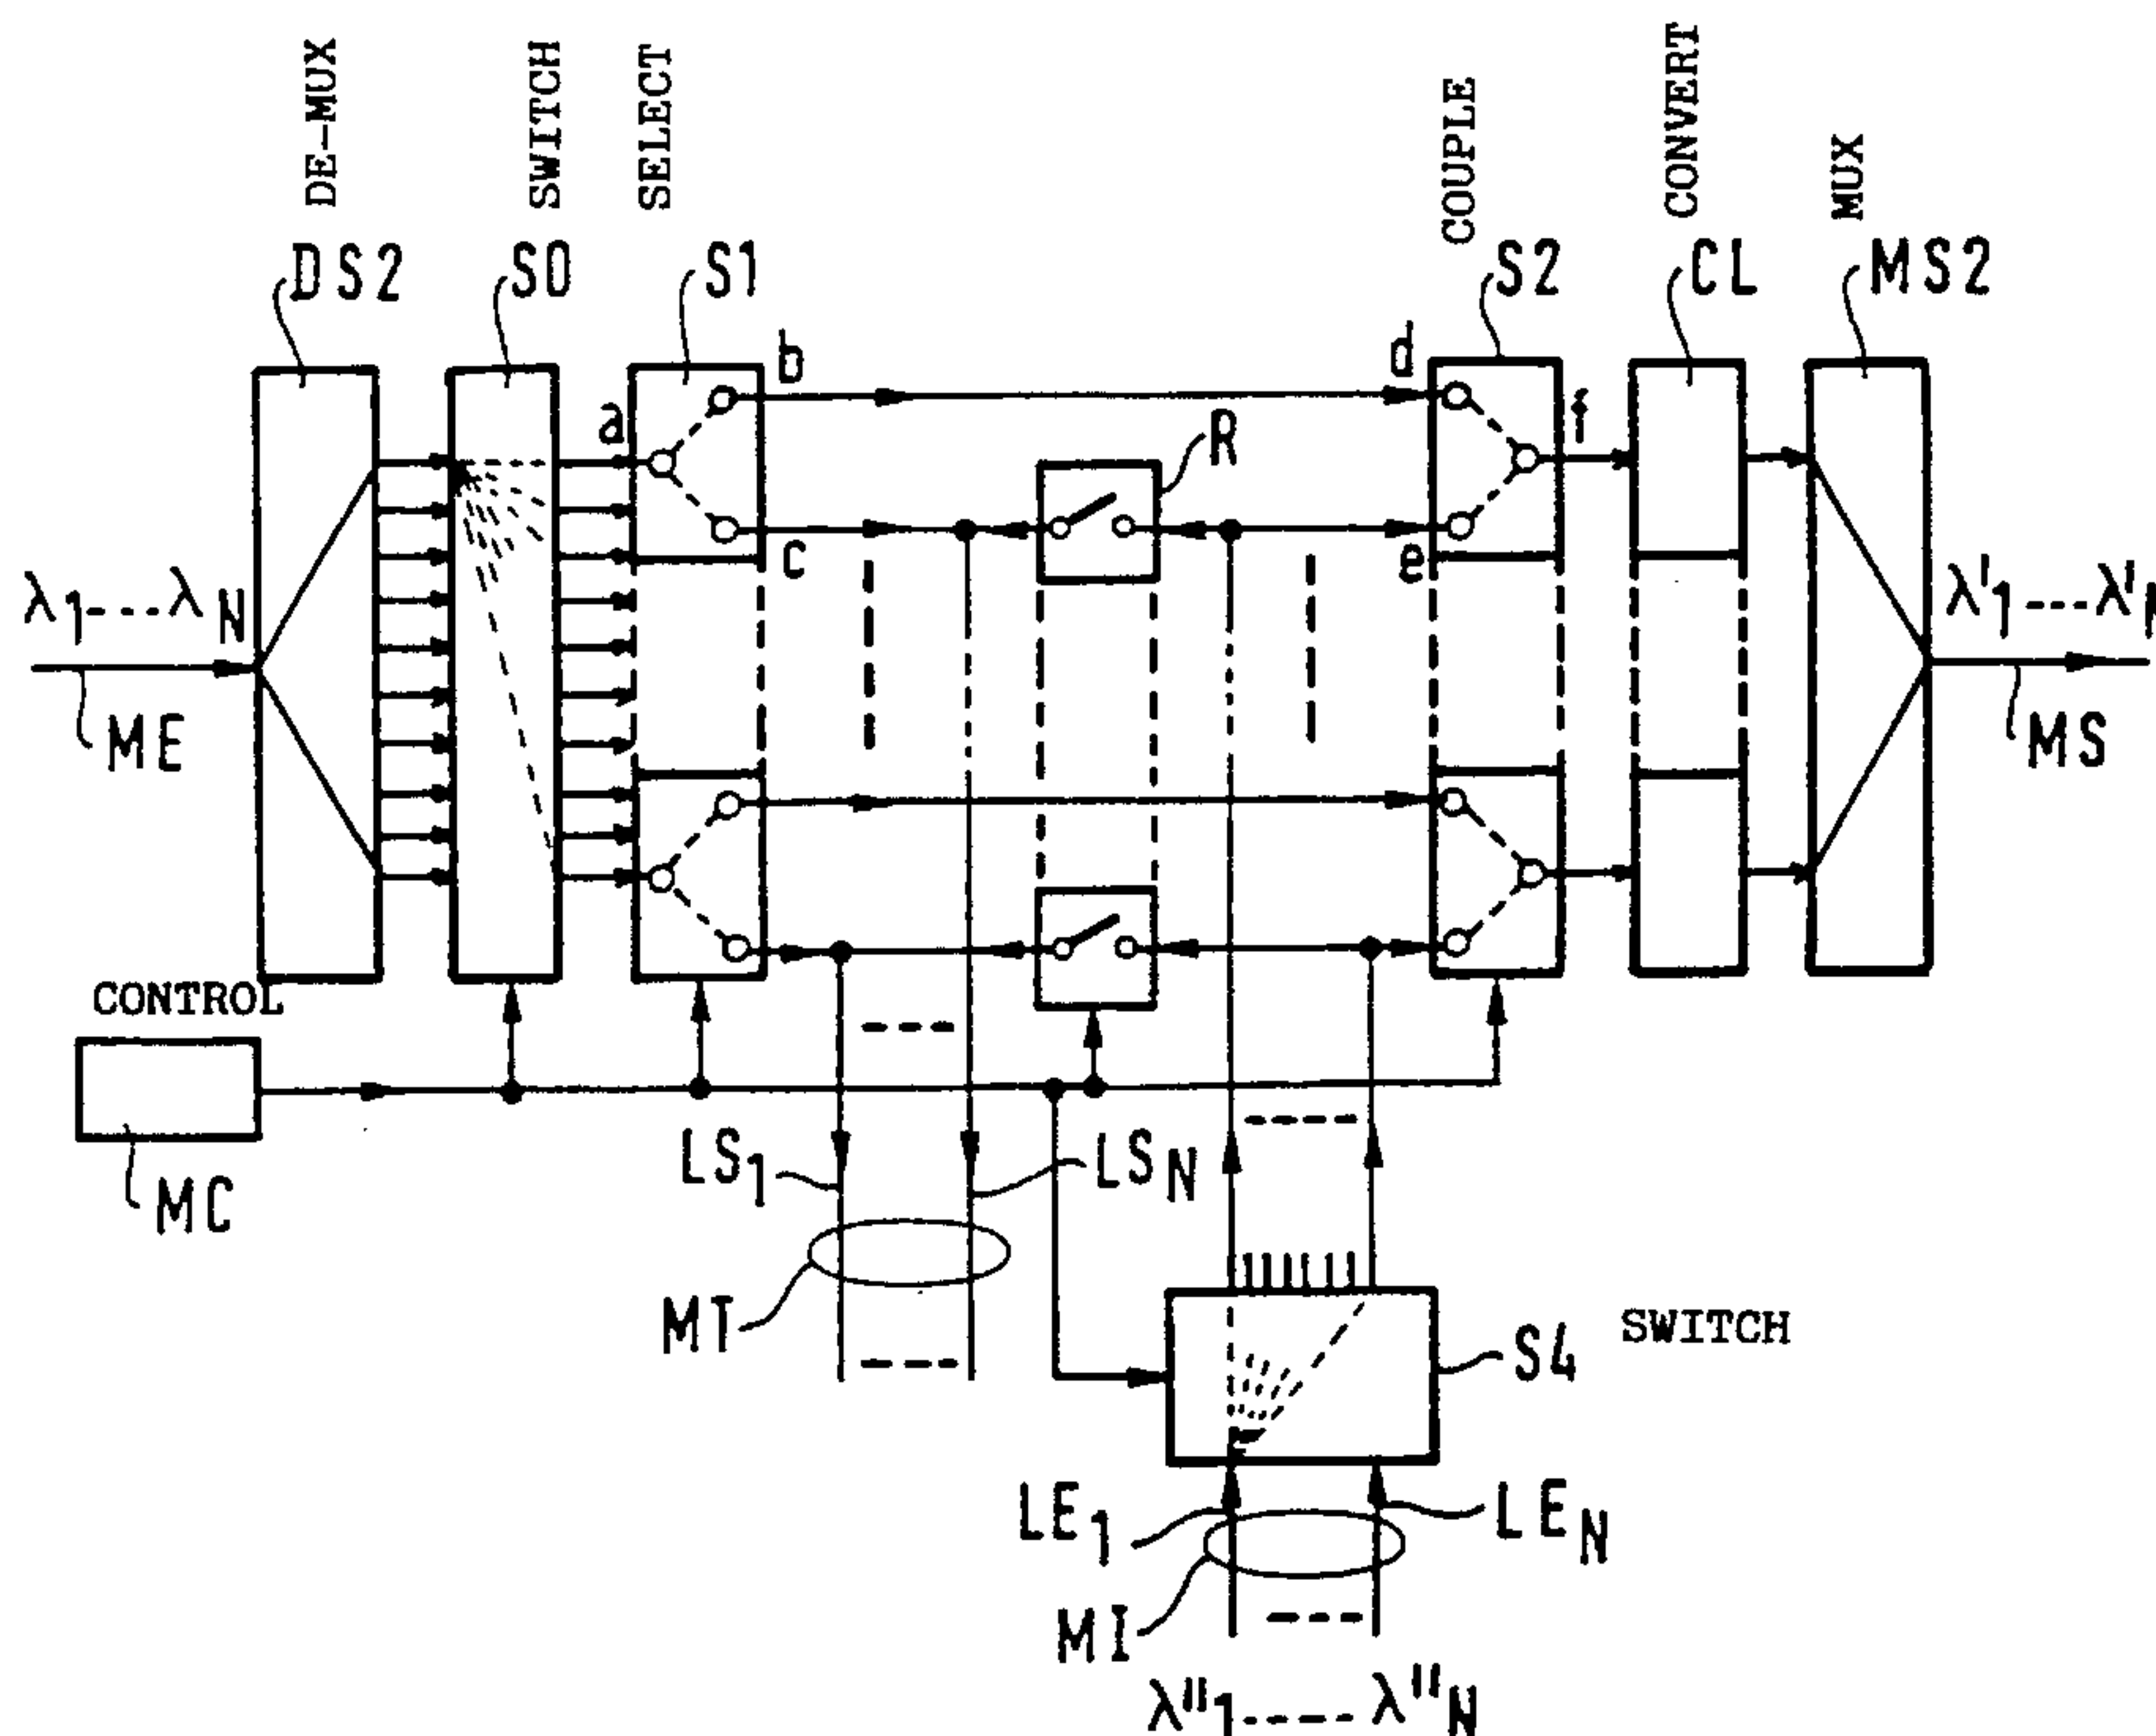 DE-MUX
SWITCH
SELECT
COUPLE
CONVERT
MUX
DS2
S0
S1
S2
CL
MS2
a
b
c
d
e
f
R
λ1----λN
ME
λ'1----λ'N
MS
CONTROL
MC
LS1
LSN
MT
SWITCH
S4
LE1
LEN
MI
λ"1-----λ"N